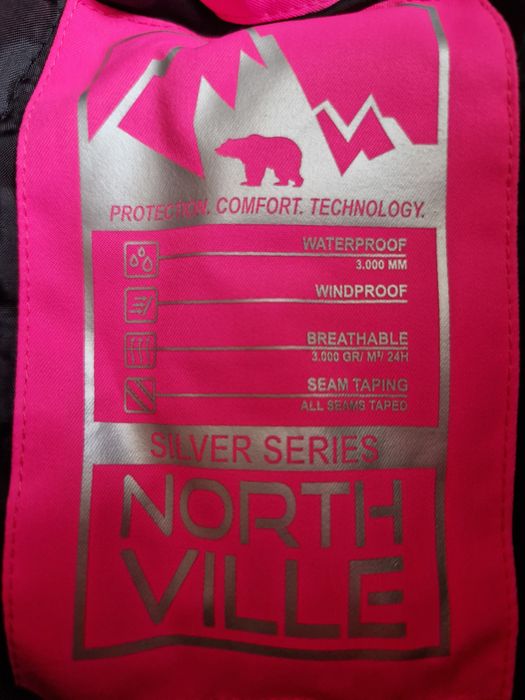 PROTECTION. COMFORT. TECHNOLOGY.
WATERPROOF
3.000 MM
WINDPROOF
BREATHABLE
3.000 GR/ M²/ 24H
SEAM TAPING
ALL SEAMS TAPED
SILVER SERIES
NORTH
VILLE